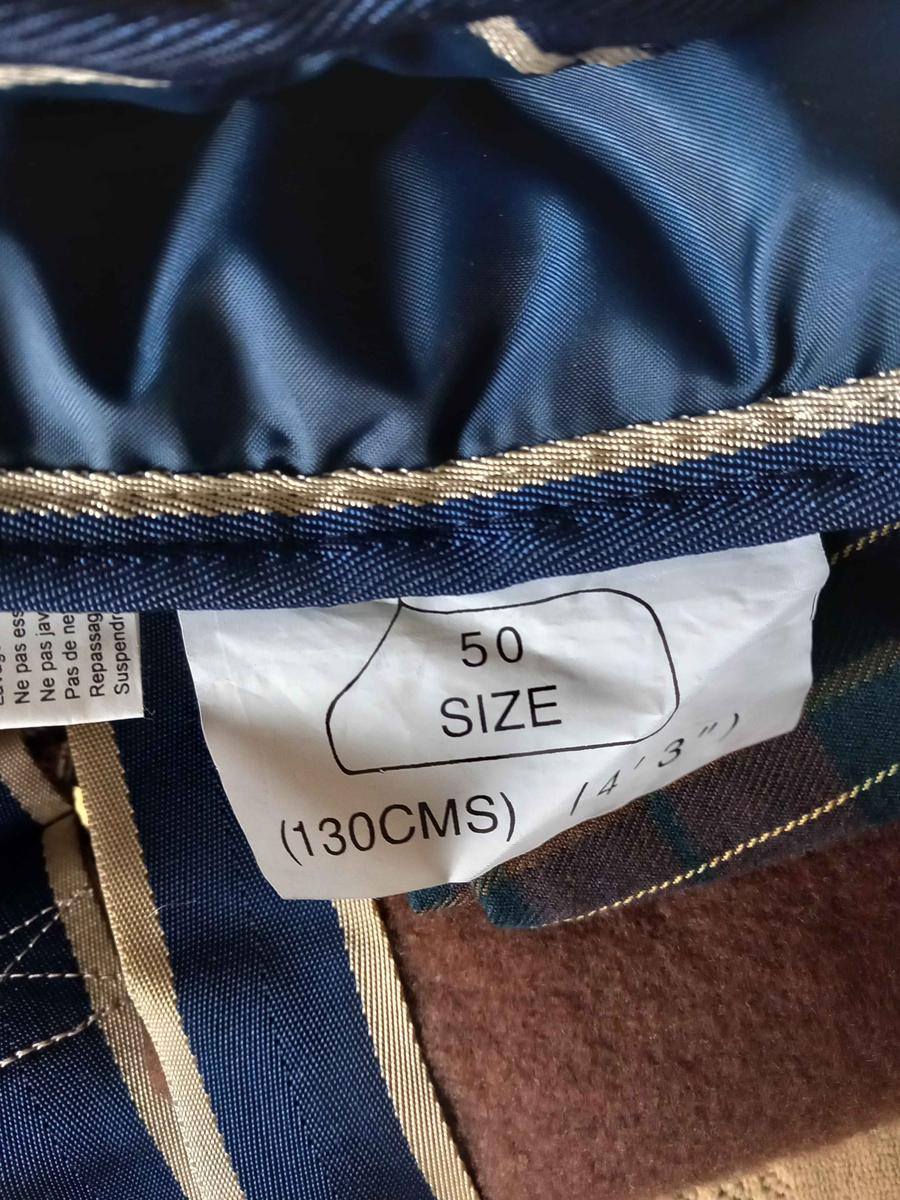 Ne pas ess
Ne pas jav
Pas de ne
Repassag
Suspendr
50
SIZE
(130CMS) (4'3")